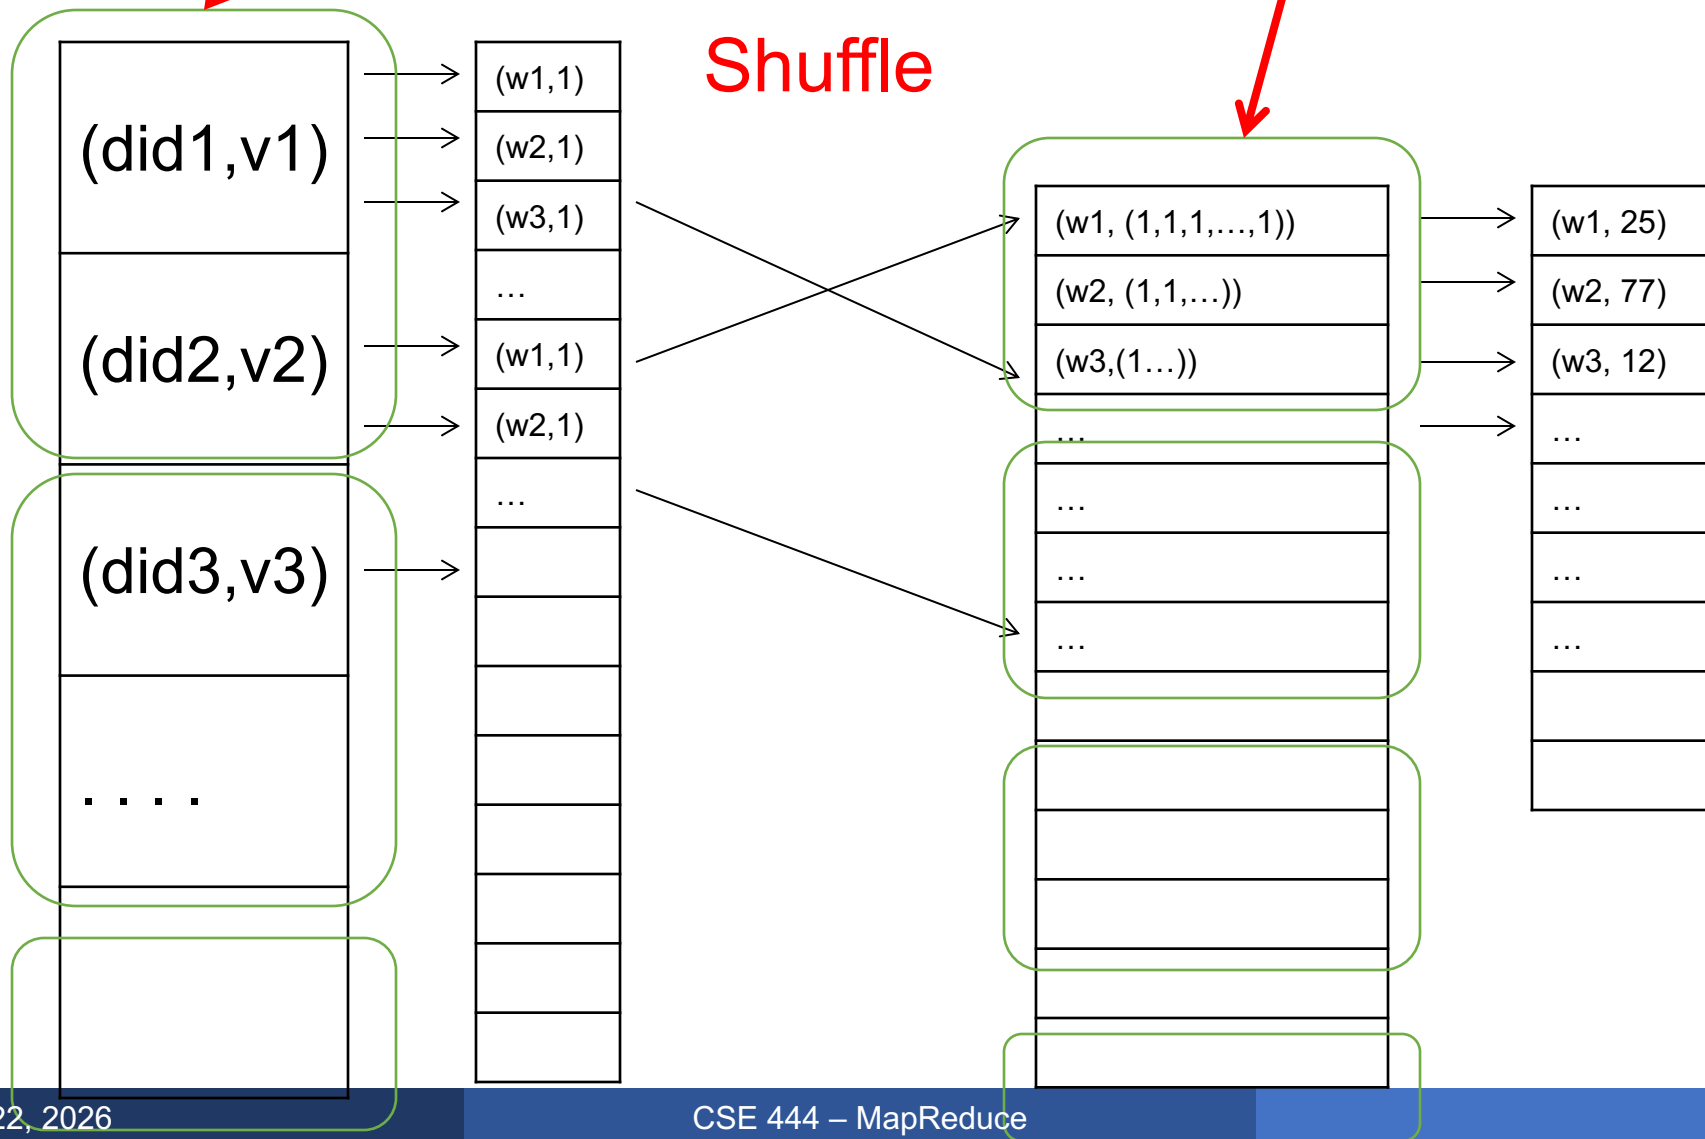 Shuffle
(did1,v1)
(did2,v2)
(did3,v3)
. . . .
(w1,1)
(w2,1)
(w3,1)
…
(w1,1)
(w2,1)
…
(w1, (1,1,1,…,1))
(w2, (1,1,…))
(w3,(1…))
…
…
…
…
(w1, 25)
(w2, 77)
(w3, 12)
…
…
…
…
22, 2026
CSE 444 – MapReduce